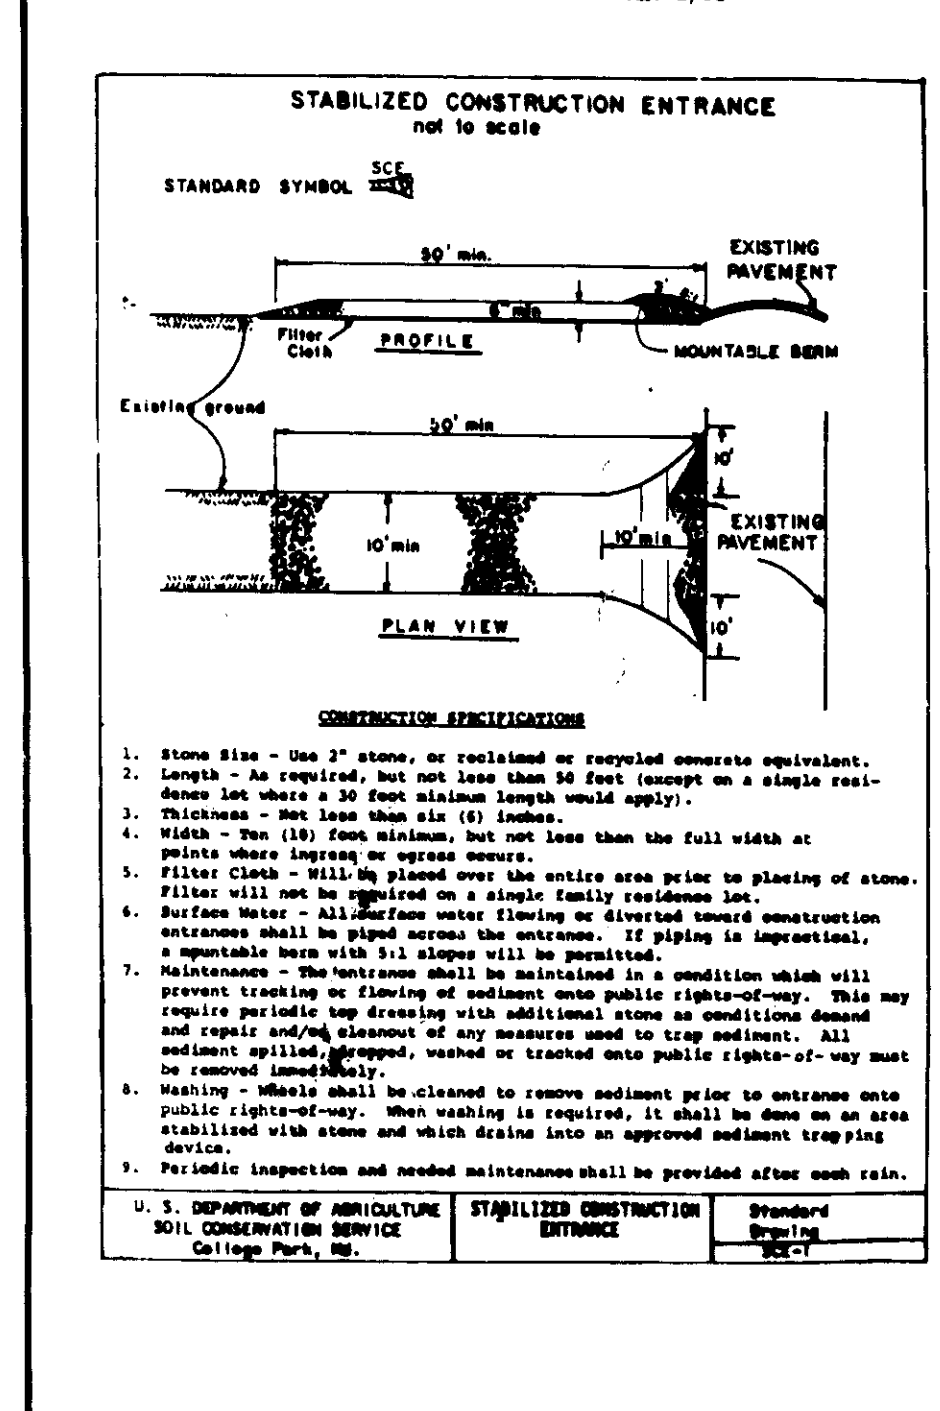 STABILIZED CONSTRUCTION ENTRANCE
not to scale
SCE
STANDARD SYMBOL
50' min.
EXISTING
PAVEMENT
6" min
Filter
Cloth
PROFILE
MOUNTABLE BERM
Existing ground
50' min
10'
10' min
10' min
EXISTING
PAVEMENT
10'
PLAN VIEW
CONSTRUCTION SPECIFICATIONS
1. Stone Size - Use 2" stone, or reclaimed or recycled concrete equivalent.
2. Length - As required, but not less than 50 feet (except on a single resi-
dence lot where a 30 foot minimum length would apply).
3. Thickness - Not less than six (6) inches.
4. Width - Ten (10) foot minimum, but not less than the full width at
points where ingress or egress occurs.
5. Filter Cloth - Will be placed over the entire area prior to placing of stone.
Filter will not be required on a single family residence lot.
6. Surface Water - All surface water flowing or diverted toward construction
entrances shall be piped across the entrance. If piping is impractical,
a mountable berm with 5:1 slopes will be permitted.
7. Maintenance - The entrance shall be maintained in a condition which will
prevent tracking or flowing of sediment onto public rights-of-way. This may
require periodic top dressing with additional stone as conditions demand
and repair and/or cleanout of any measures used to trap sediment. All
sediment spilled, dropped, washed or tracked onto public rights-of-way must
be removed immediately.
8. Washing - Wheels shall be cleaned to remove sediment prior to entrance onto
public rights-of-way. When washing is required, it shall be done on an area
stabilized with stone and which drains into an approved sediment trapping
device.
9. Periodic inspection and needed maintenance shall be provided after each rain.
U. S. DEPARTMENT OF AGRICULTURE
SOIL CONSERVATION SERVICE
College Park, Md.
STABILIZED CONSTRUCTION
ENTRANCE
Standard
Drawing
SCE-1